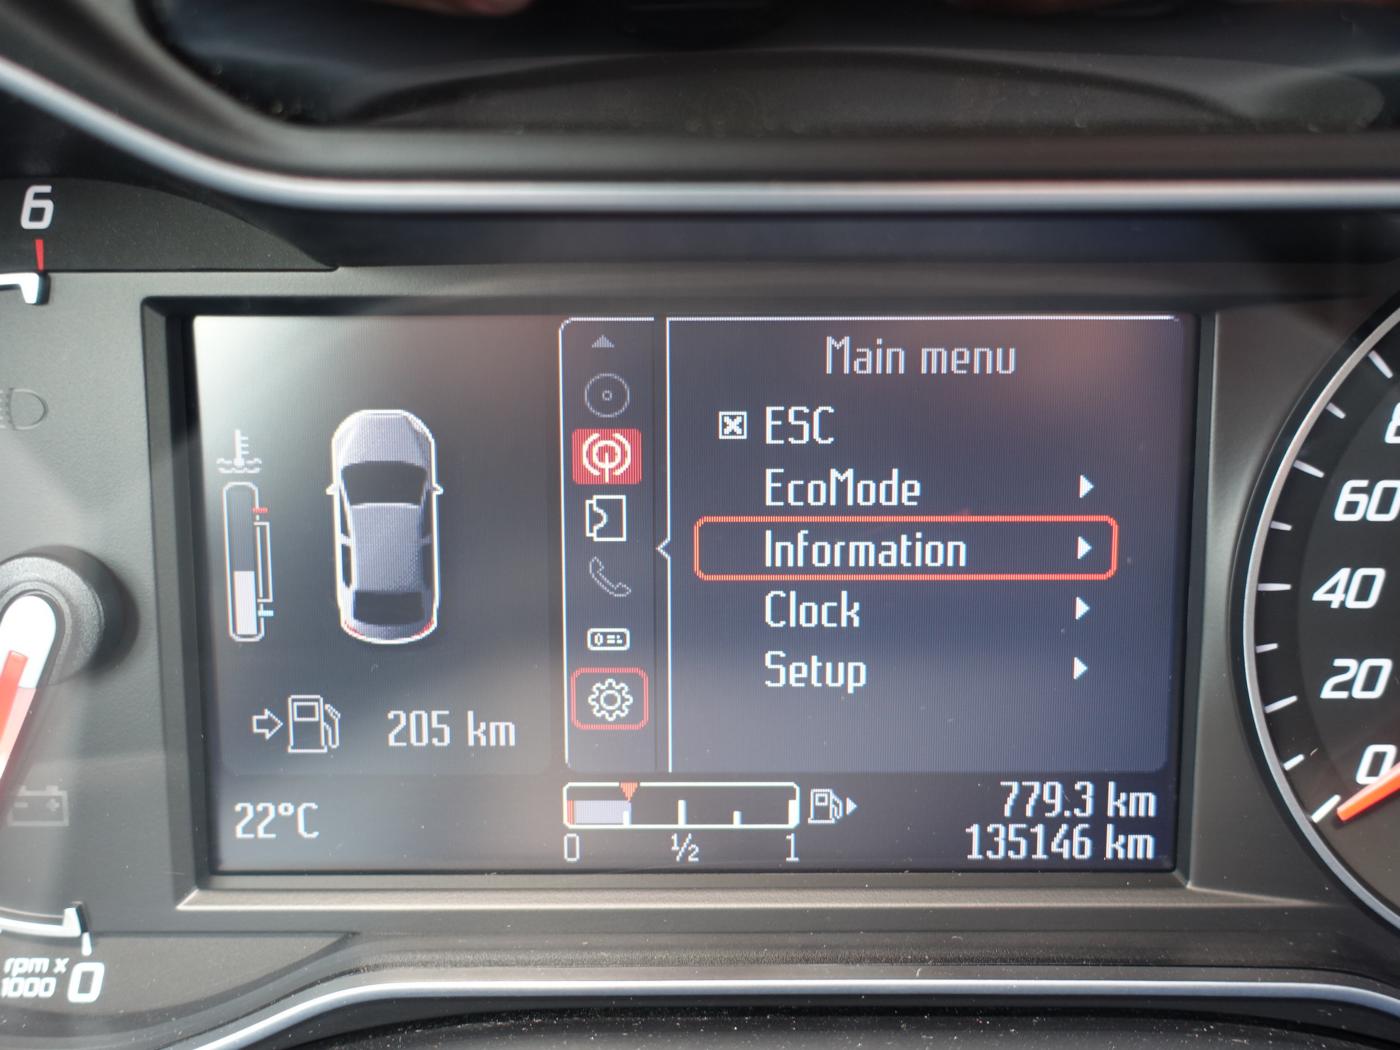 6
Main menu
ESC
EcoMode
Information
Clock
Setup
205 km
22°C
0 ½ 1
779.3 km
135146 km
60
40
20
0
rpm x
1000 0